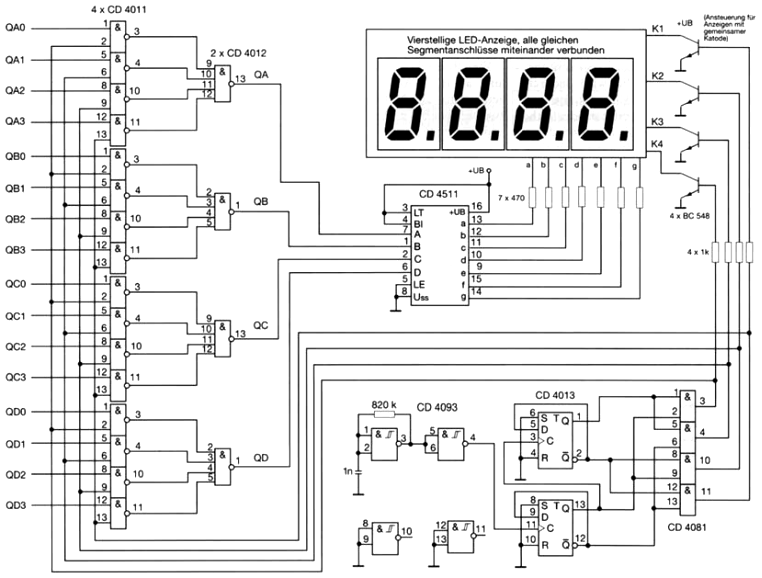 4 x CD 4011
2 x CD 4012
QA0
QA1
QA2
QA3
QB0
QB1
QB2
QB3
QC0
QC1
QC2
QC3
QD0
QD1
QD2
QD3
1 & 3
2
5 & 4
6
8 & 10
9
12 & 11
13
9 & 13 QA
10
11
12
1 & 3
2
5 & 4
6
8 & 10
9
12 & 11
13
2 & 1 QB
3
4
5
1 & 3
2
5 & 4
6
8 & 10
9
12 & 11
13
9 & 13 QC
10
11
12
1 & 3
2
5 & 4
6
8 & 10
9
12 & 11
13
2 & 1 QD
3
4
5
Vierstellige LED-Anzeige, alle gleichen
Segmentanschlüsse miteinander verbunden
8. 8. 8. 8.
a b c d e f g
7 x 470
K1
K2
K3
K4
+UB
(Ansteuerung für
Anzeigen mit
gemeinsamer
Katode)
4 x BC 548
4 x 1k
+UB
CD 4511
3 LT +UB 16
4 BI a 13
7 A b 12
1 B c 11
2 C d 10
6 D e 9
5 LE f 15
8 Uss g 14
820 k
CD 4093
1n
1 & 3
2
5 & 4
6
8 & 10
9
12 & 11
13
CD 4013
6 S T Q 1
5 D
3 C
4 R Q 2
8 S T Q 13
9 D
11 C
10 R Q 12
1 & 3
2
5 & 4
6
8 & 10
9
12 & 11
13
CD 4081